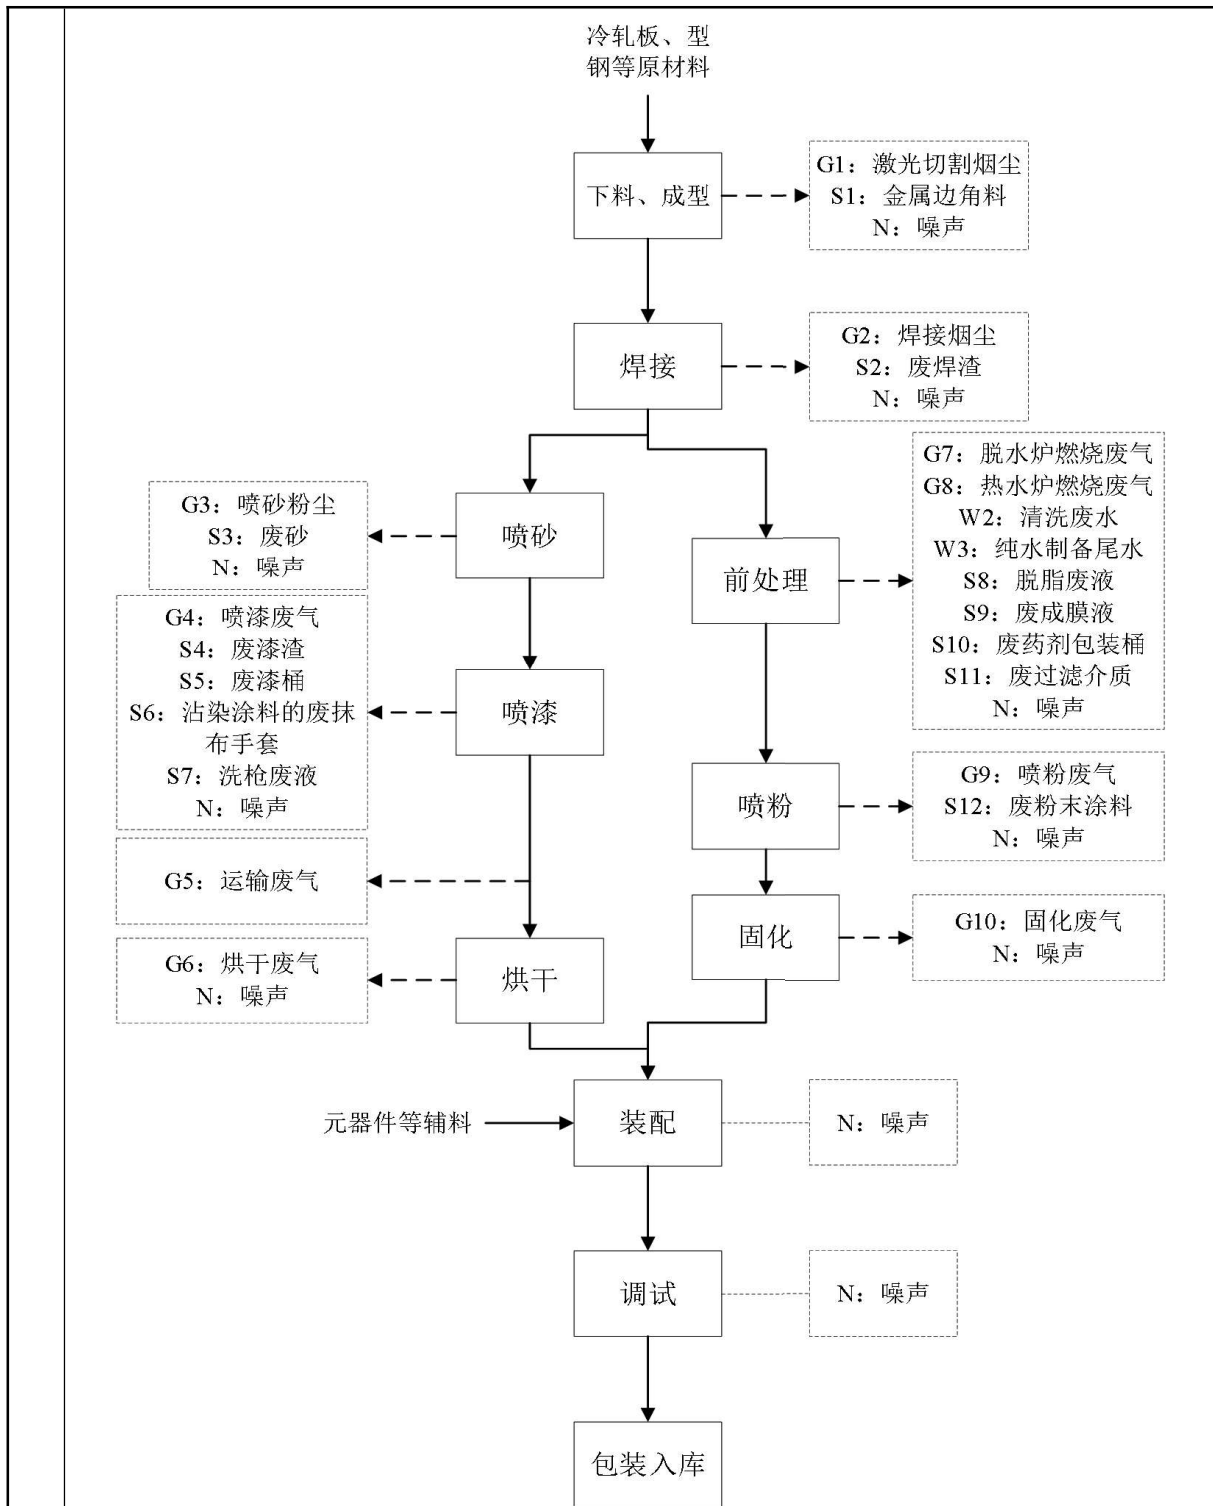 冷轧板、型
钢等原材料
下料、成型
G1：激光切割烟尘
S1：金属边角料
N：噪声
焊接
G2：焊接烟尘
S2：废焊渣
N：噪声
G3：喷砂粉尘
S3：废砂
N：噪声
喷砂
G4：喷漆废气
S4：废漆渣
S5：废漆桶
S6：沾染涂料的废抹
布手套
S7：洗枪废液
N：噪声
喷漆
G5：运输废气
G6：烘干废气
N：噪声
烘干
前处理
G7：脱水炉燃烧废气
G8：热水炉燃烧废气
W2：清洗废水
W3：纯水制备尾水
S8：脱脂废液
S9：废成膜液
S10：废药剂包装桶
S11：废过滤介质
N：噪声
喷粉
G9：喷粉废气
S12：废粉末涂料
N：噪声
固化
G10：固化废气
N：噪声
元器件等辅料
装配
N：噪声
调试
N：噪声
包装入库